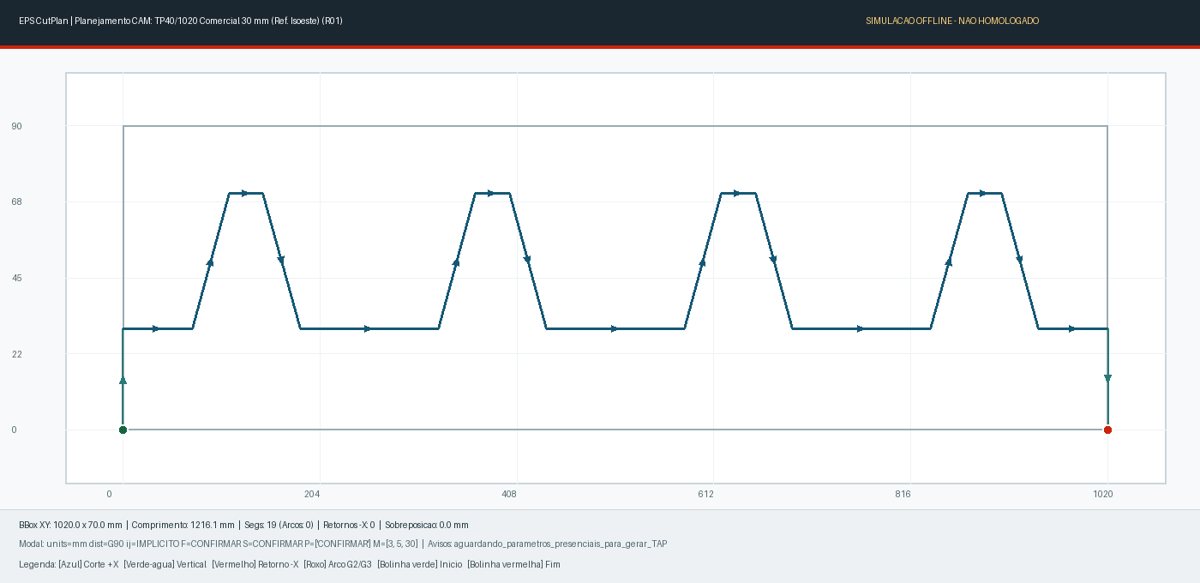 EPS CutPlan | Planejamento CAM: TP40/1020 Comercial 30 mm (Ref. Isoeste) (R01)
SIMULACAO OFFLINE - NAO HOMOLOGADO
90
68
45
22
0
0 204 408 612 816 1020
BBox XY: 1020.0 x 70.0 mm | Comprimento: 1216.1 mm | Segs: 19 (Arcos: 0) | Retornos -X: 0 | Sobreposicao: 0.0 mm
Modal: units=mm dist=G90 ij=IMPLICITO F=CONFIRMAR S=CONFIRMAR P=['CONFIRMAR'] M=[3, 5, 30] | Avisos: aguardando_parametros_presenciais_para_gerar_TAP
Legenda: [Azul] Corte +X [Verde-agua] Vertical [Vermelho] Retorno -X [Roxo] Arco G2/G3 [Bolinha verde] Inicio [Bolinha vermelha] Fim